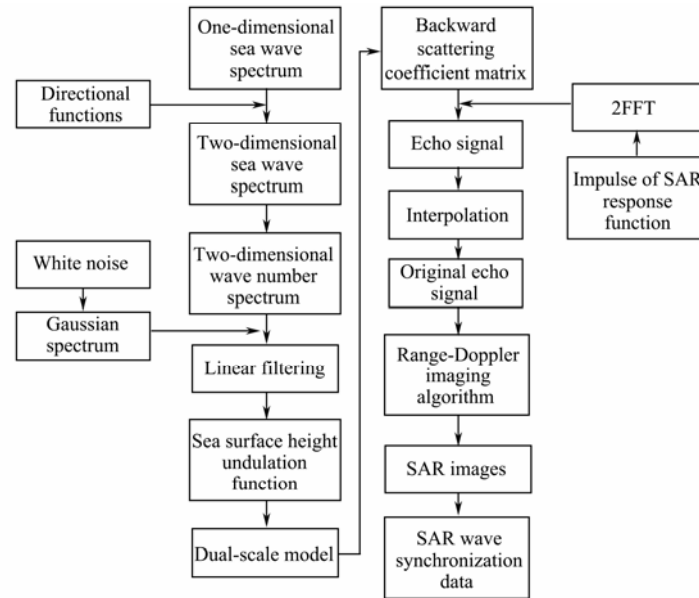 One-dimensional
sea wave
spectrum
Directional
functions
Two-dimensional
sea wave
spectrum
Two-dimensional
wave number
spectrum
White noise
Gaussian
spectrum
Linear filtering
Sea surface height
undulation
function
Dual-scale model
Backward
scattering
coefficient matrix
2FFT
Impulse of SAR
response
function
Echo signal
Interpolation
Original echo
signal
Range-Doppler
imaging
algorithm
SAR images
SAR wave
synchronization
data